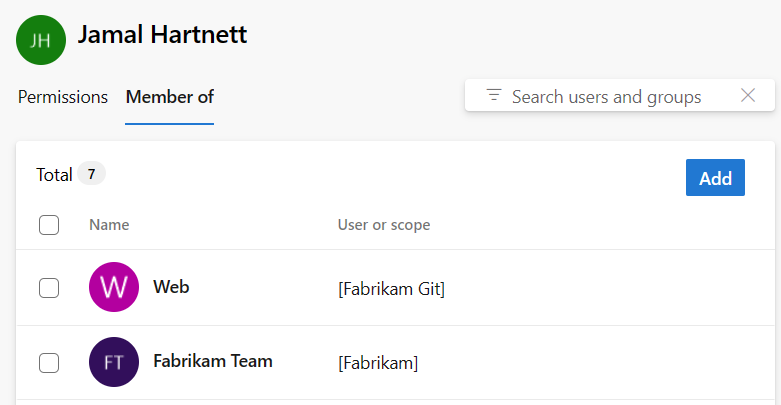 JH Jamal Hartnett
Permissions Member of Search users and groups
Total 7 Add
Name User or scope
W Web [Fabrikam Git]
FT Fabrikam Team [Fabrikam]